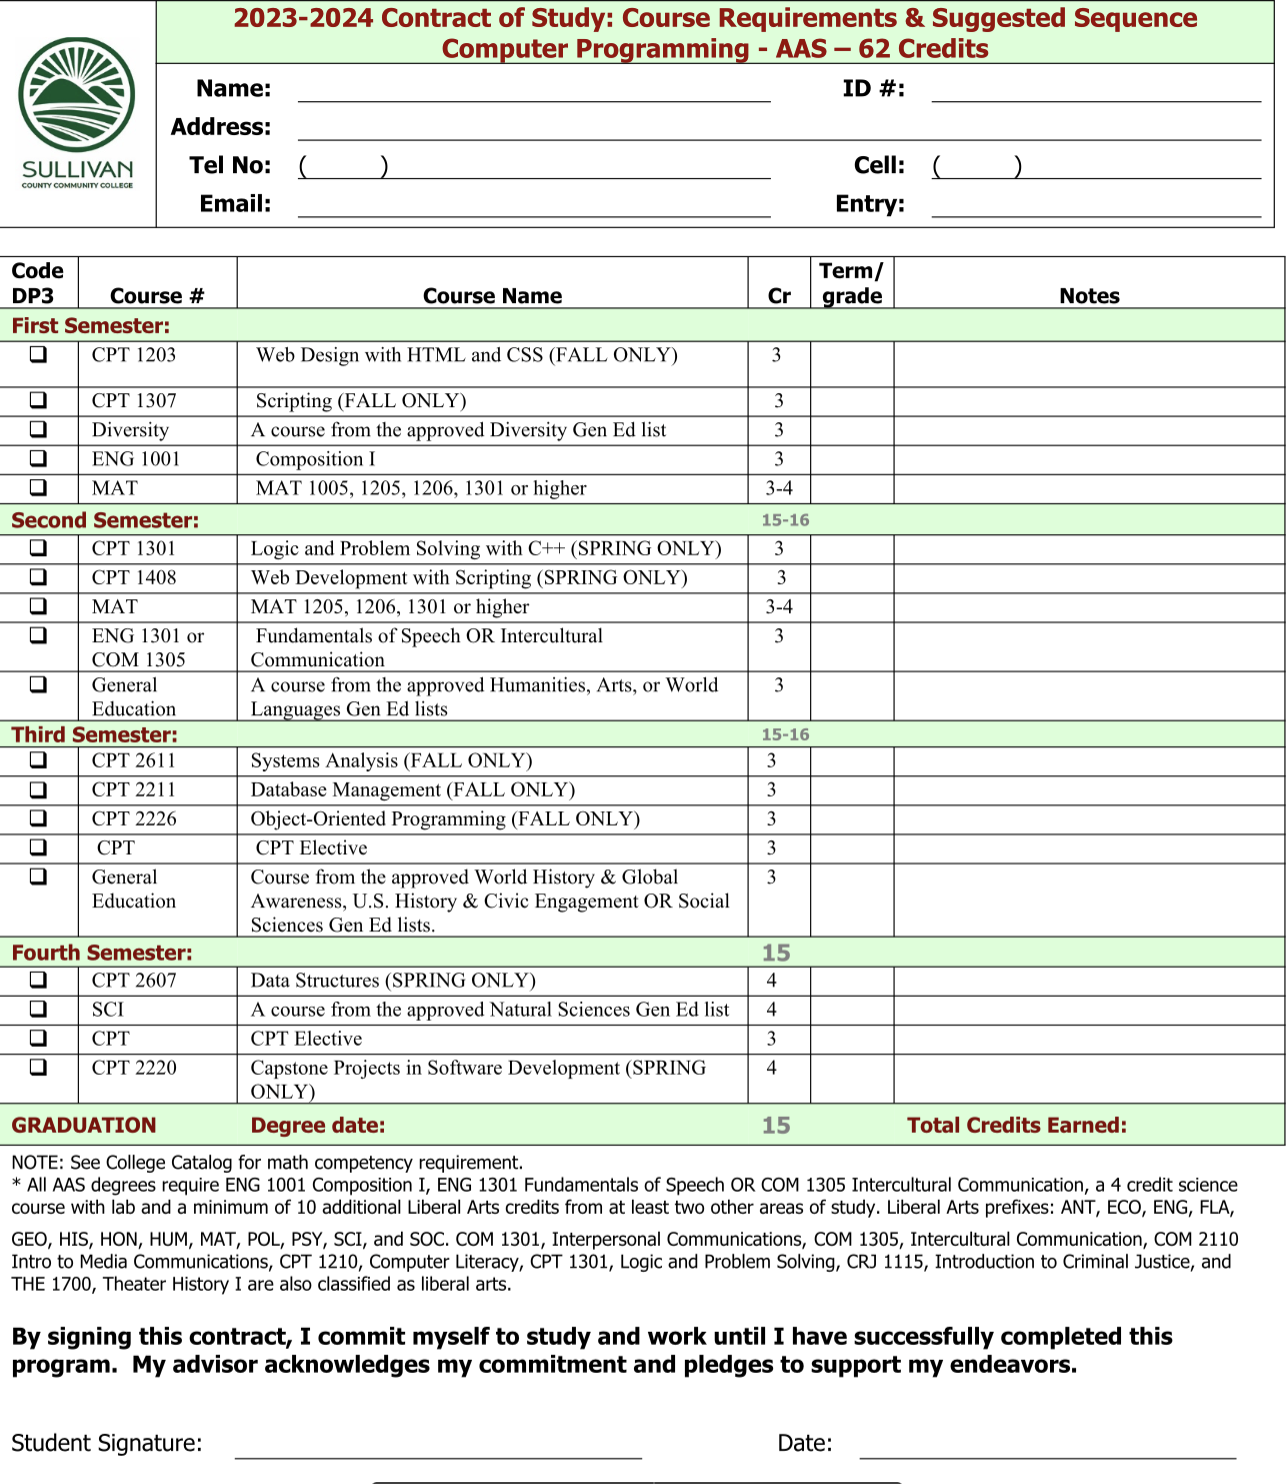 2023-2024 Contract of Study: Course Requirements & Suggested Sequence
Computer Programming - AAS – 62 Credits
SULLIVAN
COUNTY COMMUNITY COLLEGE
Name: ID #:
Address:
Tel No: ( ) Cell: ( )
Email: Entry:
Code DP3 Course # Course Name Cr Term/ grade Notes
First Semester:
CPT 1203 Web Design with HTML and CSS (FALL ONLY) 3
CPT 1307 Scripting (FALL ONLY) 3
Diversity A course from the approved Diversity Gen Ed list 3
ENG 1001 Composition I 3
MAT MAT 1005, 1205, 1206, 1301 or higher 3-4
Second Semester: 15-16
CPT 1301 Logic and Problem Solving with C++ (SPRING ONLY) 3
CPT 1408 Web Development with Scripting (SPRING ONLY) 3
MAT MAT 1205, 1206, 1301 or higher 3-4
ENG 1301 or Fundamentals of Speech OR Intercultural 3
COM 1305 Communication
General A course from the approved Humanities, Arts, or World 3
Education Languages Gen Ed lists
Third Semester: 15-16
CPT 2611 Systems Analysis (FALL ONLY) 3
CPT 2211 Database Management (FALL ONLY) 3
CPT 2226 Object-Oriented Programming (FALL ONLY) 3
CPT CPT Elective 3
General Course from the approved World History & Global 3
Education Awareness, U.S. History & Civic Engagement OR Social
Sciences Gen Ed lists.
Fourth Semester: 15
CPT 2607 Data Structures (SPRING ONLY) 4
SCI A course from the approved Natural Sciences Gen Ed list 4
CPT CPT Elective 3
CPT 2220 Capstone Projects in Software Development (SPRING 4
ONLY)
GRADUATION Degree date: 15 Total Credits Earned:
NOTE: See College Catalog for math competency requirement.
* All AAS degrees require ENG 1001 Composition I, ENG 1301 Fundamentals of Speech OR COM 1305 Intercultural Communication, a 4 credit science
course with lab and a minimum of 10 additional Liberal Arts credits from at least two other areas of study. Liberal Arts prefixes: ANT, ECO, ENG, FLA,
GEO, HIS, HON, HUM, MAT, POL, PSY, SCI, and SOC. COM 1301, Interpersonal Communications, COM 1305, Intercultural Communication, COM 2110
Intro to Media Communications, CPT 1210, Computer Literacy, CPT 1301, Logic and Problem Solving, CRJ 1115, Introduction to Criminal Justice, and
THE 1700, Theater History I are also classified as liberal arts.
By signing this contract, I commit myself to study and work until I have successfully completed this
program. My advisor acknowledges my commitment and pledges to support my endeavors.
Student Signature: Date: